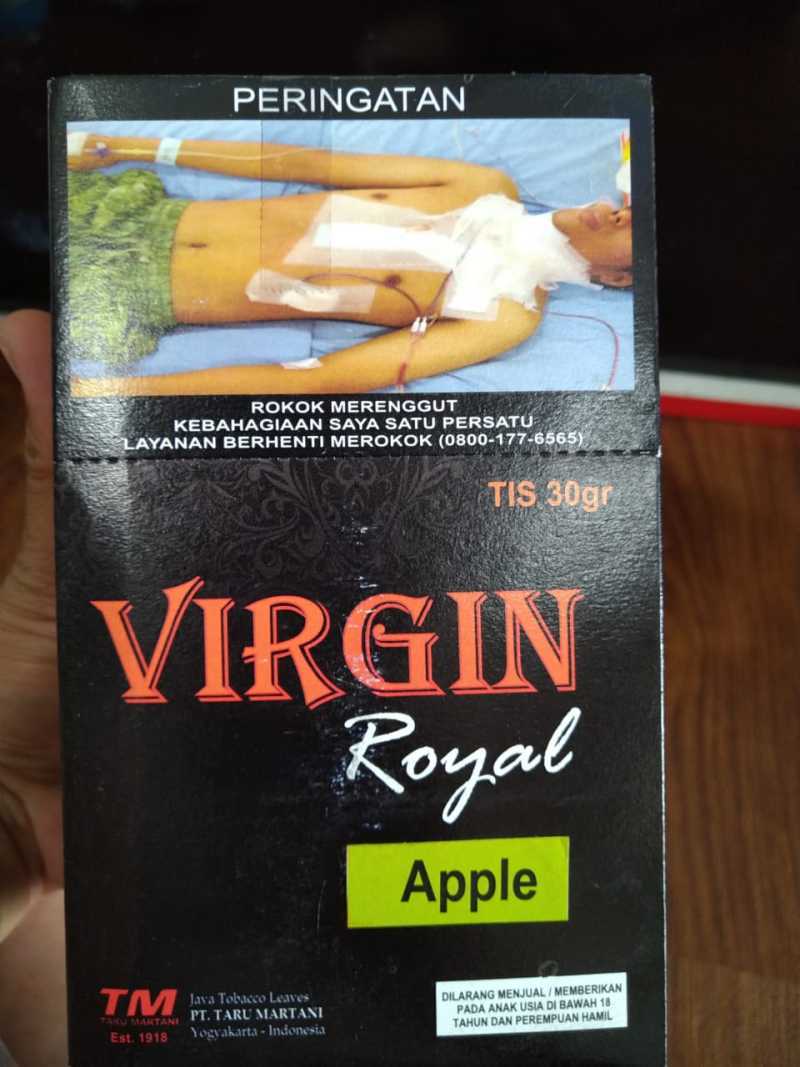 PERINGATAN
ROKOK MERENGGUT
KEBAHAGIAAN SAYA SATU PERSATU
LAYANAN BERHENTI MEROKOK (0800-177-6565)
TIS 30gr
VIRGIN
Royal
Apple
TM
TARU MARTANI
Est. 1918
Java Tobacco Leaves
PT. TARU MARTANI
Yogyakarta - Indonesia
DILARANG MENJUAL / MEMBERIKAN
PADA ANAK USIA DI BAWAH 18
TAHUN DAN PEREMPUAN HAMIL